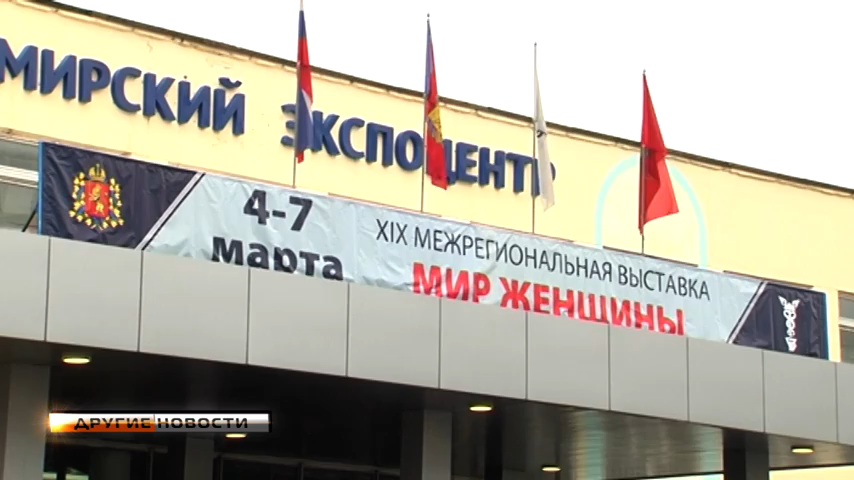 МИРСКИЙ ЭКСПОЦЕНТР
4-7
марта
XIX МЕЖРЕГИОНАЛЬНАЯ ВЫСТАВКА
МИР ЖЕНЩИНЫ
ДРУГИЕ НОВОСТИ